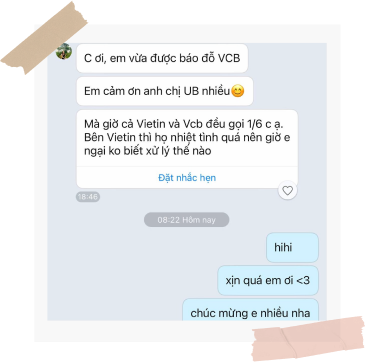 C ơi, em vừa được báo đỗ VCB
Em cảm ơn anh chị UB nhiều😊
Mà giờ cả Vietin và Vcb đều gọi 1/6 c ạ.
Bên Vietin thì họ nhiệt tình quá nên giờ e
ngại ko biết xử lý thế nào
Đặt nhắc hẹn
18:46
08:22 Hôm nay
hihi
xịn quá em ơi <3
chúc mừng e nhiều nha